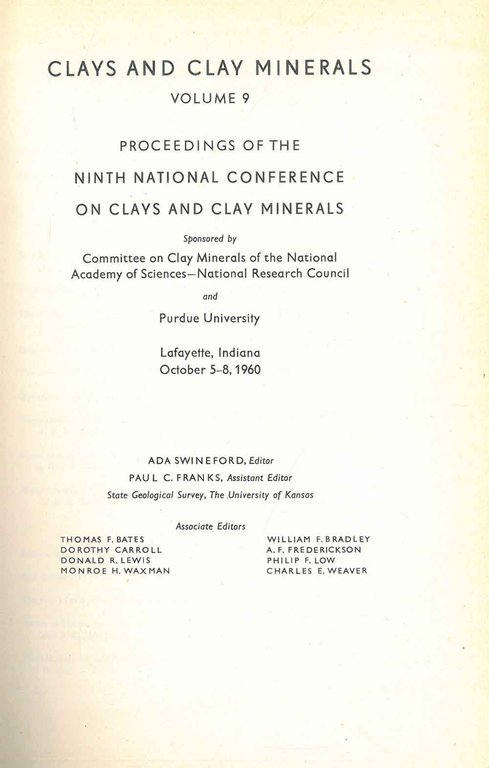 CLAYS AND CLAY MINERALS
VOLUME 9
PROCEEDINGS OF THE
NINTH NATIONAL CONFERENCE
ON CLAYS AND CLAY MINERALS
Sponsored by
Committee on Clay Minerals of the National
Academy of Sciences—National Research Council
and
Purdue University
Lafayette, Indiana
October 5–8, 1960
ADA SWINEFORD, Editor
PAUL C. FRANKS, Assistant Editor
State Geological Survey, The University of Kansas
Associate Editors
THOMAS F. BATES
DOROTHY CARROLL
DONALD R. LEWIS
MONROE H. WAXMAN
WILLIAM F. BRADLEY
A. F. FREDERICKSON
PHILIP F. LOW
CHARLES E. WEAVER